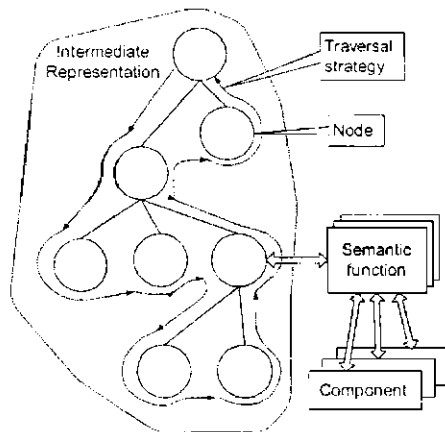 Intermediate
Representation
Traversal
strategy
Node
Semantic
function
Component